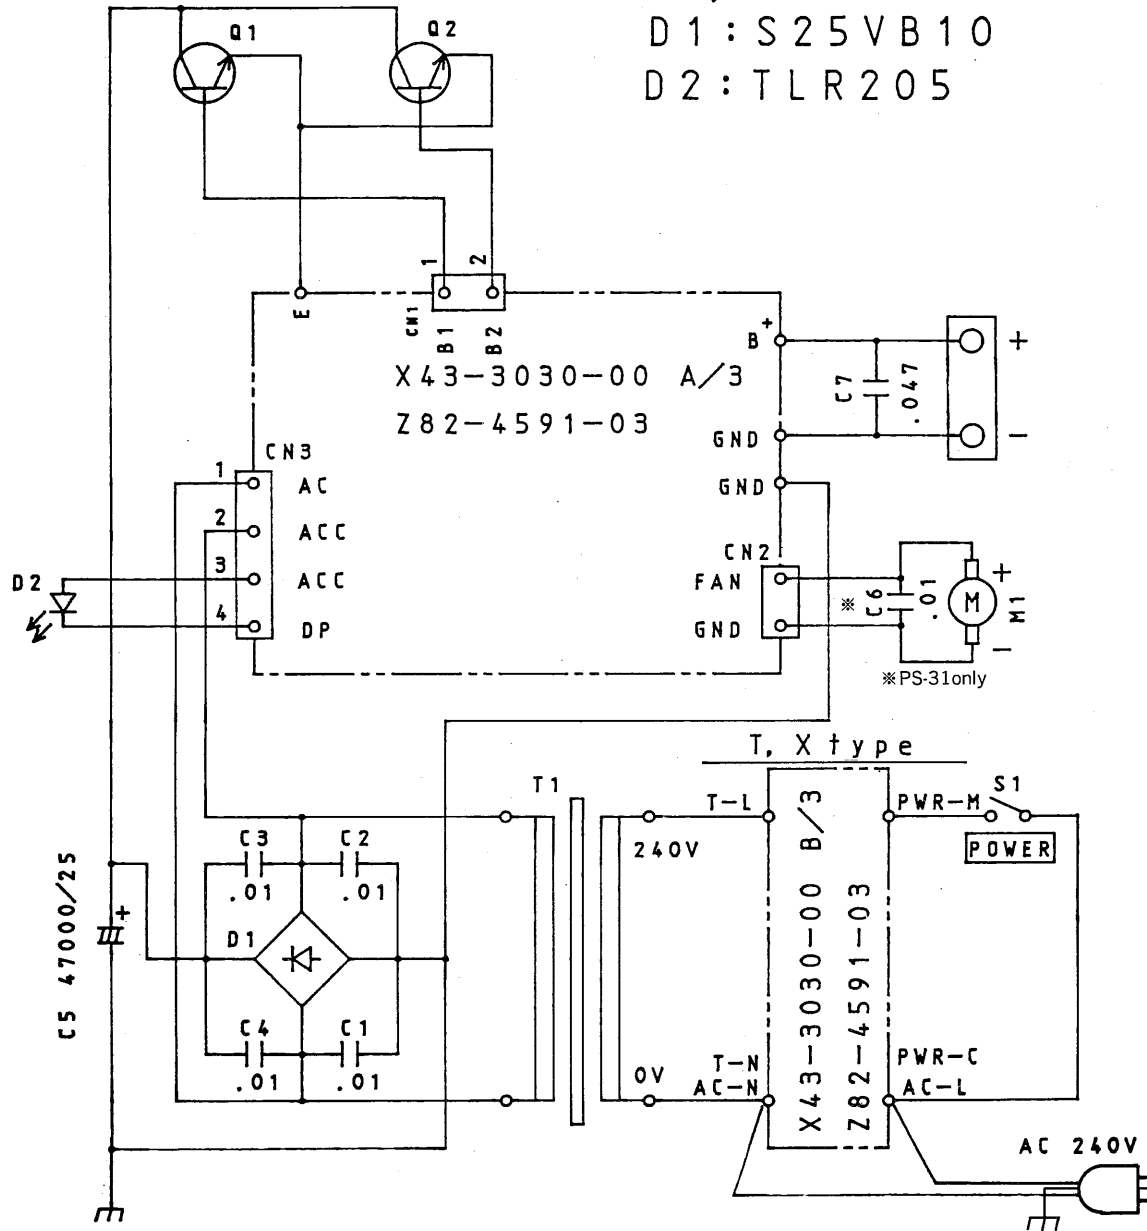 D1:S25VB10
D2:TLR205
Q1
Q2
1
2
E
CN1
B1
B2
X43-3030-00 A/3
Z82-4591-03
B+
+
C7
.047
GND
-
CN3
1
AC
2
ACC
3
ACC
4
DP
D2
GND
CN2
FAN
GND
※
C6
.01
M
+
M1
-
※PS-31only
T, X type
T1
T-L
240V
PWR-M
S1
POWER
X43-3030-00 B/3
Z82-4591-03
C3
.01
C2
.01
D1
C5 47000/25
+
C4
.01
C1
.01
0V
T-N
AC-N
PWR-C
AC-L
AC 240V